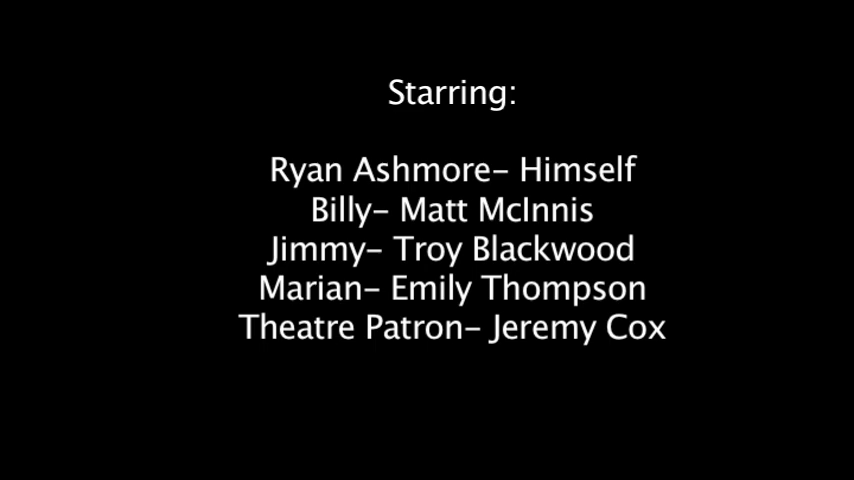 Starring:
Ryan Ashmore- Himself
Billy- Matt McInnis
Jimmy- Troy Blackwood
Marian- Emily Thompson
Theatre Patron- Jeremy Cox